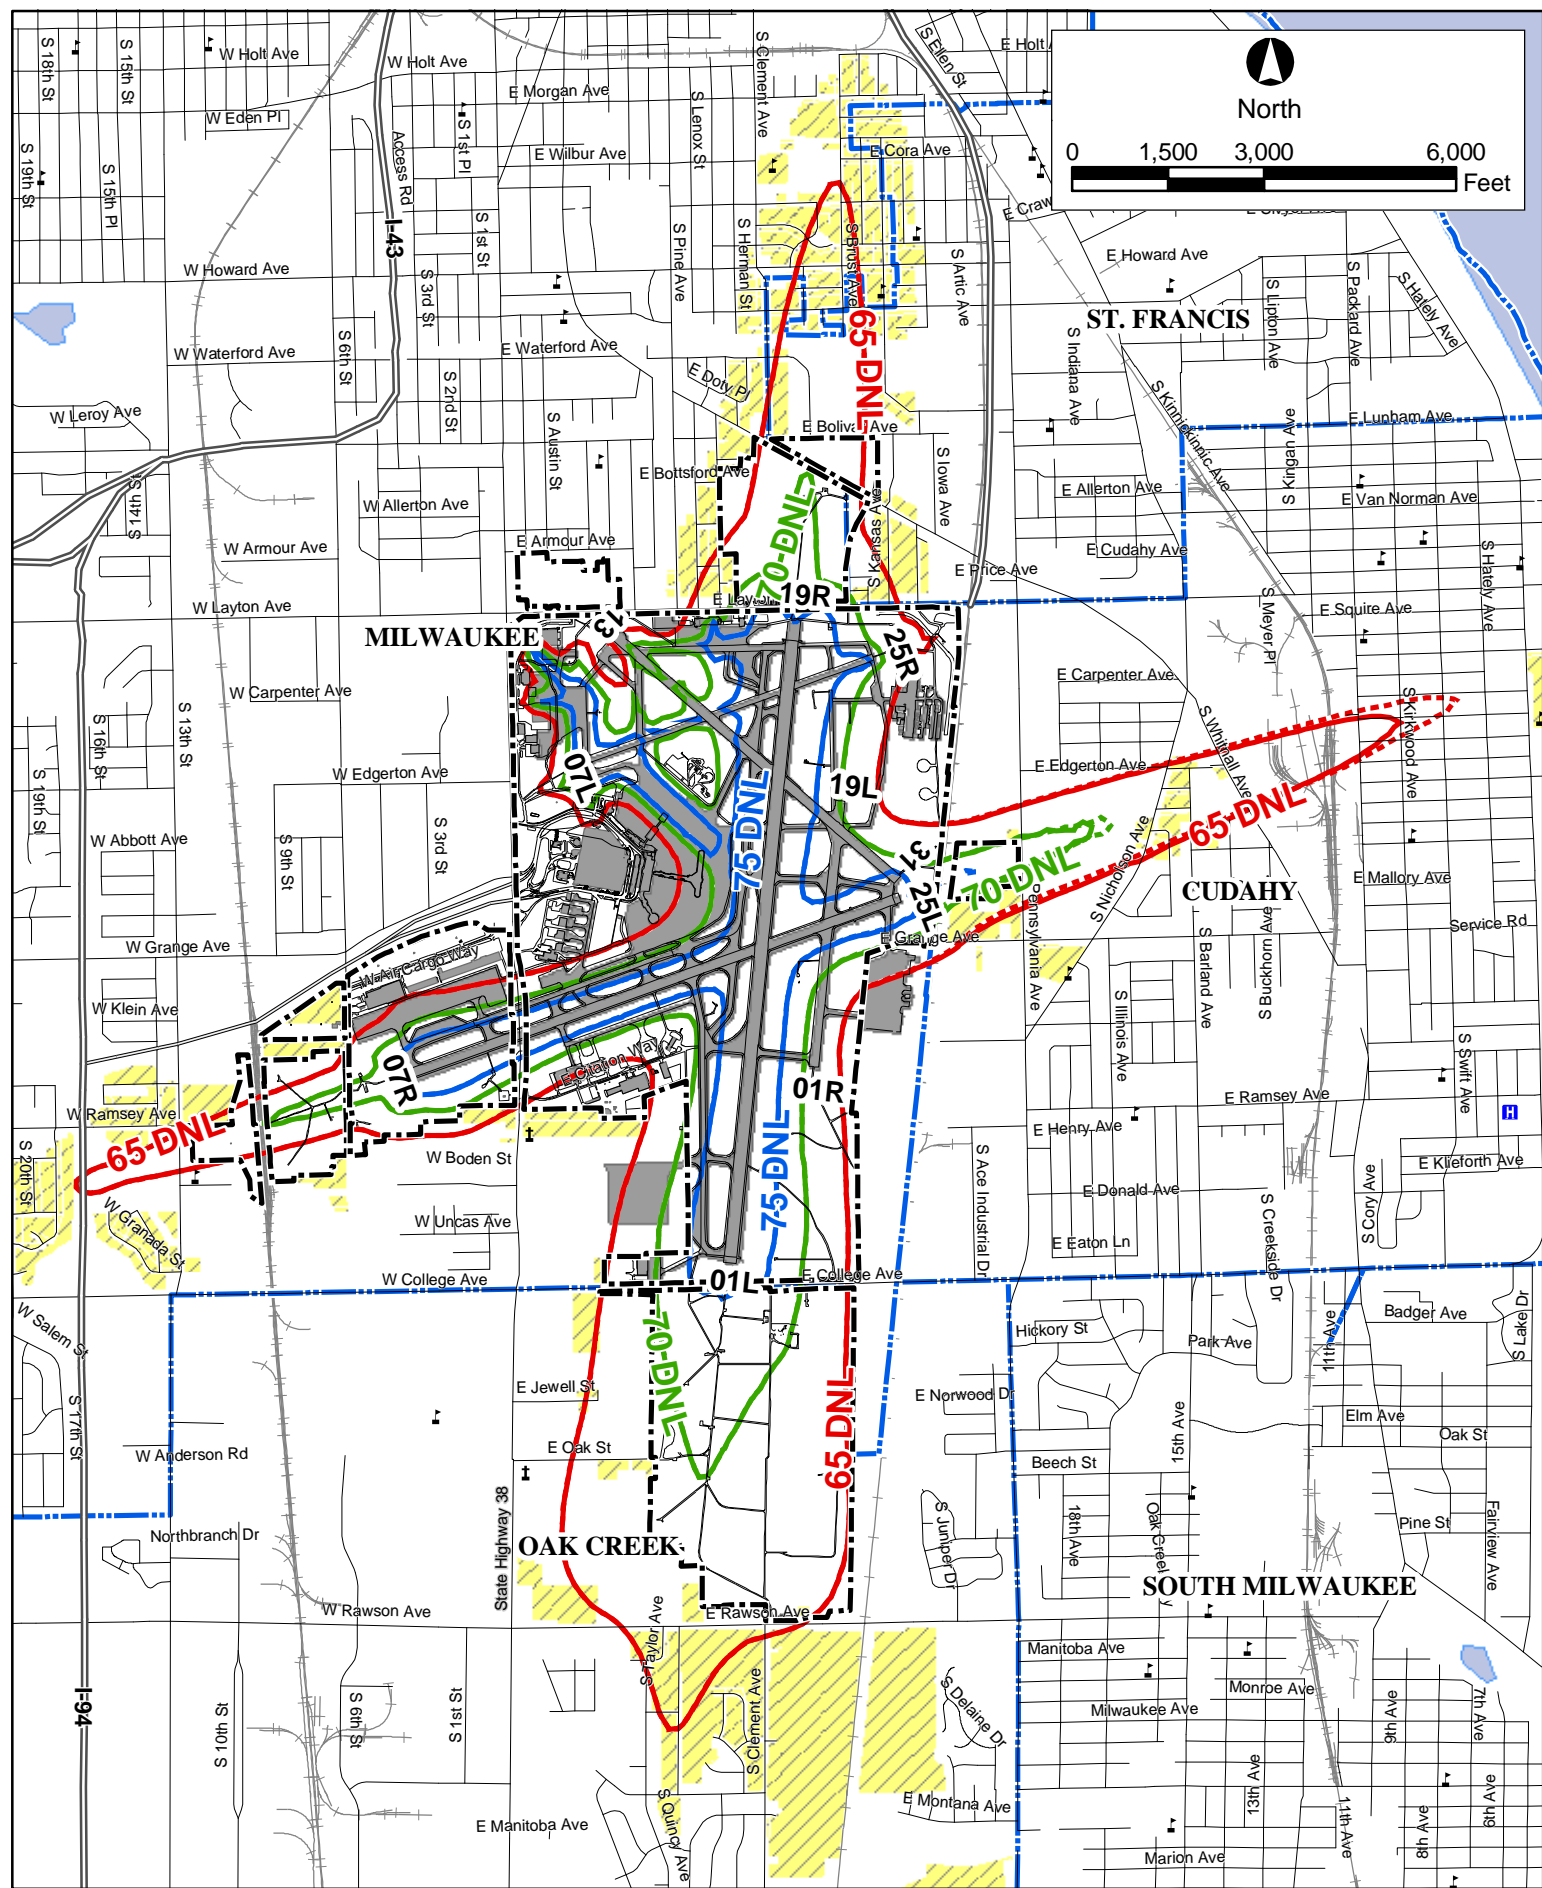 S 18th St
S 15th St
W Holt Ave
W Holt Ave
S Clement Ave
S Ellen St
E Holt A
North
0 1,500 3,000 6,000
Feet
W Eden Pl
E Morgan Ave
Access Rd
S 1st Pl
S Lenox St
E Wilbur Ave
E Cora Ave
S 19th St
S 15th Pl
I-43
S 1st St
S Pine Ave
S Herman St
S Brust Ave
S Artic Ave
E Craw
E Howard Ave
W Howard Ave
S 3rd St
S Lipton Ave
S Packard Ave
S Hately Ave
ST. FRANCIS
65-DNL
W Waterford Ave
S 6th St
E Waterford Ave
S Indiana Ave
S 2nd St
E Doty Pl
S Kinnickinnic Ave
W Leroy Ave
E Lunham Ave
S Austin St
E Boliva Ave
S Kingan Ave
S 14th St
E Bottsford Ave
S Iowa Ave
W Allerton Ave
E Allerton Ave
E Van Norman Ave
70-DNL
S Kansas Ave
W Armour Ave
E Armour Ave
E Cudahy Ave
E Price Ave
S Hately Ave
W Layton Ave
E Lay
19R
S Meyer Pl
E Squire Ave
MILWAUKEE
13
25R
W Carpenter Ave
E Carpenter Ave
S 13th St
S 16th St
S Whitnall Ave
S Kirkwood Ave
07L
W Edgerton Ave
E Edgerton Ave
S 19th St
19L
75 DNL
65-DNL
W Abbott Ave
S 9th St
S 3rd St
31
S Nicholson Ave
70-DNL
CUDAHY
E Mallory Ave
25L
Pennsylvania Ave
W Grange Ave
E Grange Ave
S Barland Ave
S Buckhorn Ave
Service Rd
W Air Cargo Way
W Klein Ave
S Illinois Ave
S Swift Ave
E Citation Way
07R
01R
W Ramsey Ave
E Ramsey Ave
H
65-DNL
E Henry Ave
S 20th St
W Boden St
75-DNL
S Ace Industrial Dr
E Klieforth Ave
E Donald Ave
W Granada St
W Uncas Ave
S Creekside Dr
S Cory Ave
E Eaton Ln
W College Ave
01L
E College Ave
W Salem St
Hickory St
Park Ave
11th Ave
Badger Ave
S Lake Dr
70-DNL
E Jewell St
65-DNL
E Norwood Dr
S 17th St
15th Ave
Elm Ave
Oak St
W Anderson Rd
E Oak St
Beech St
State Highway 38
Northbranch Dr
OAK CREEK
S Juniper Dr
18th Ave
Oak Creek
y
Pine St
Fairview Ave
SOUTH MILWAUKEE
W Rawson Ave
E Rawson Ave
S Taylor Ave
Manitoba Ave
I-94
S 10th St
S 6th St
S 1st St
S Clement Ave
S Delaine Dr
Monroe Ave
Milwaukee Ave
9th Ave
7th Ave
S Quincy Ave
E Montana Ave
13th Ave
11th Ave
8th Ave
6th Ave
E Manitoba Ave
Marion Ave